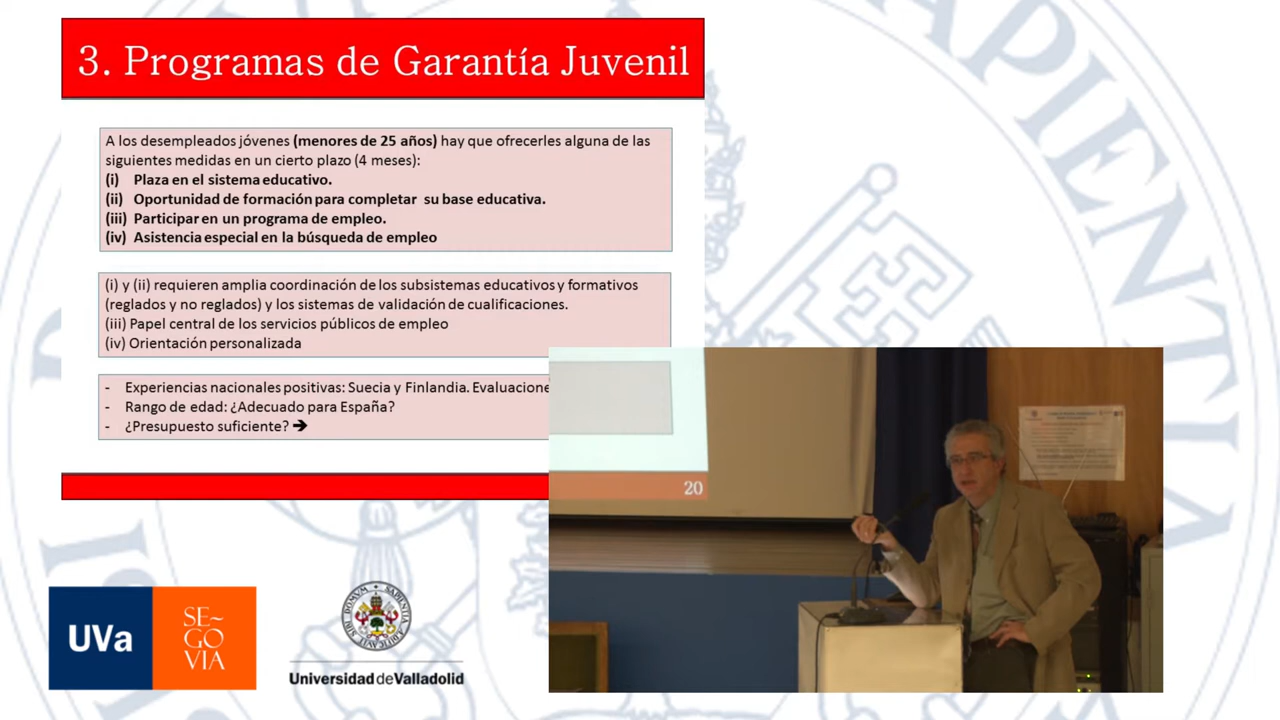 3. Programas de Garantía Juvenil
A los desempleados jóvenes (menores de 25 años) hay que ofrecerles alguna de las
siguientes medidas en un cierto plazo (4 meses):
(i) Plaza en el sistema educativo.
(ii) Oportunidad de formación para completar su base educativa.
(iii) Participar en un programa de empleo.
(iv) Asistencia especial en la búsqueda de empleo
(i) y (ii) requieren amplia coordinación de los subsistemas educativos y formativos
(reglados y no reglados) y los sistemas de validación de cualificaciones.
(iii) Papel central de los servicios públicos de empleo
(iv) Orientación personalizada
- Experiencias nacionales positivas: Suecia y Finlandia.
- Rango de edad: ¿Adecuado para España?
- ¿Presupuesto suficiente? ➔
20
UVa
SE~
GO
VIA
Universidad de Valladolid
SAPIENTIA